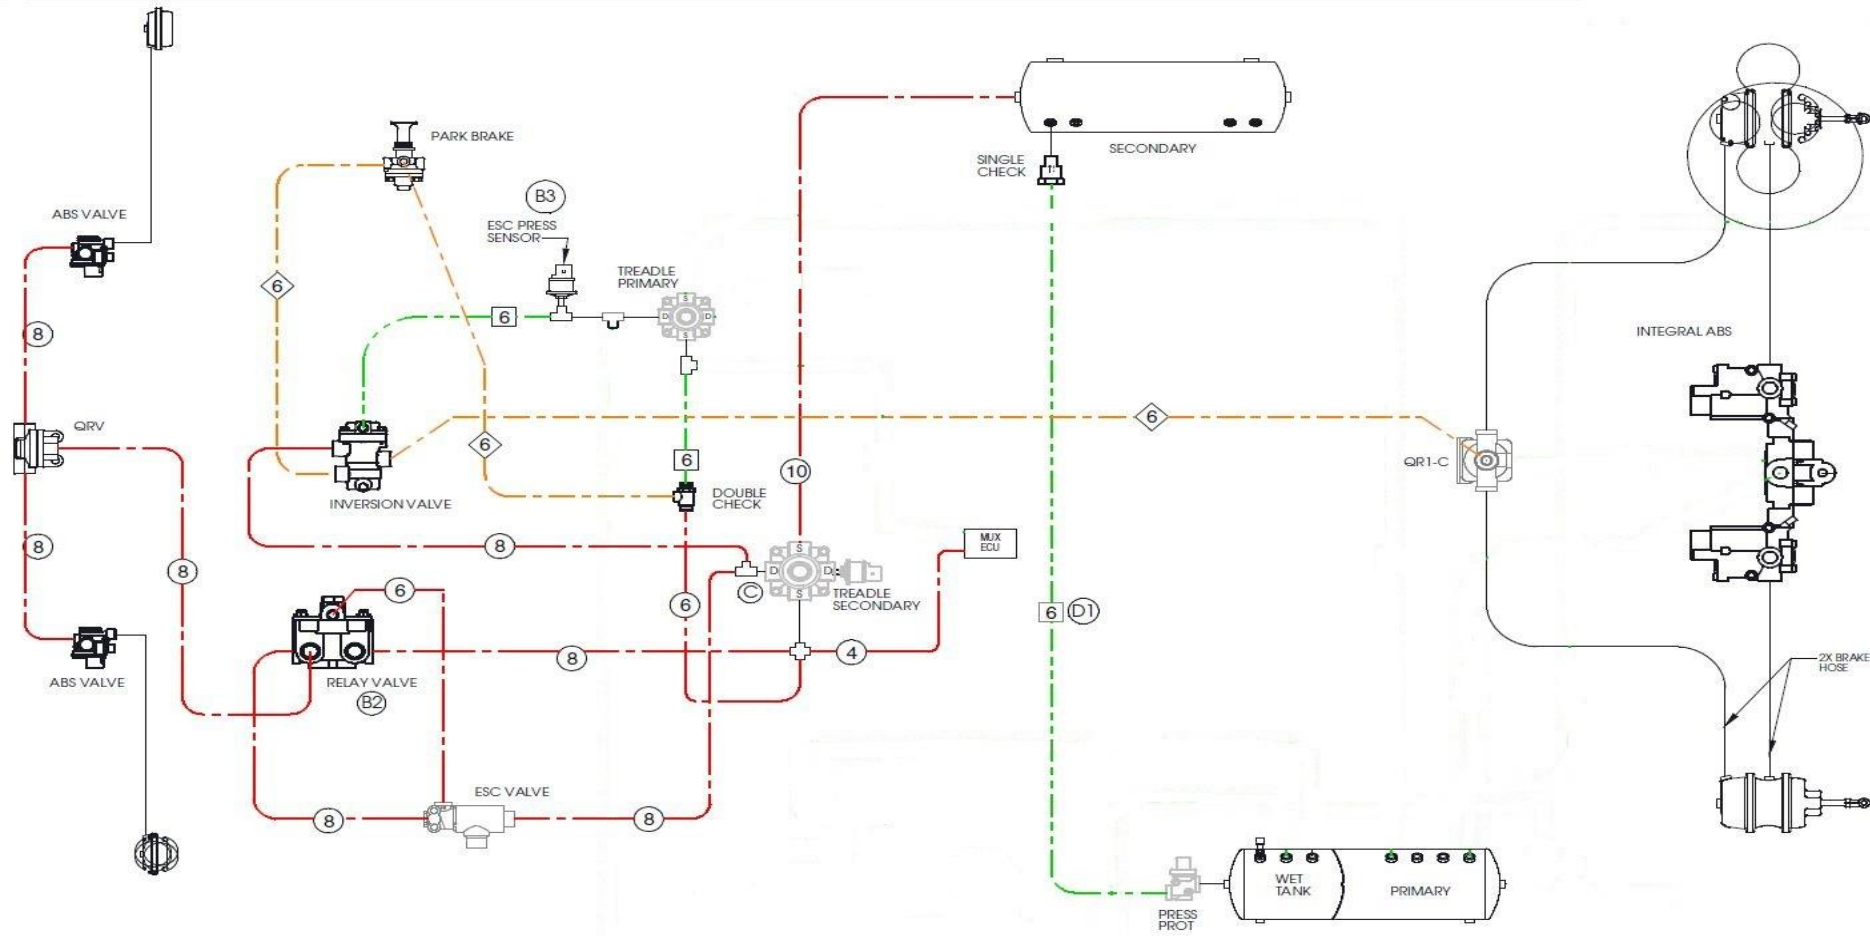 PARK BRAKE
B3
ESC PRESS
SENSOR
ABS VALVE
8
QRV
8
ABS VALVE
8
6
INVERSION VALVE
6
TREADLE
PRIMARY
S
D
D
S
6
6
DOUBLE
CHECK
10
8
6
RELAY VALVE
B2
8
6
8
ESC VALVE
8
C
S
D
D
S
TREADLE
SECONDARY
4
MUX
ECU
SECONDARY
SINGLE
CHECK
6
D1
6
QR1-C
INTEGRAL ABS
2X BRAKE
HOSE
WET
TANK
PRIMARY
PRESS
PROT